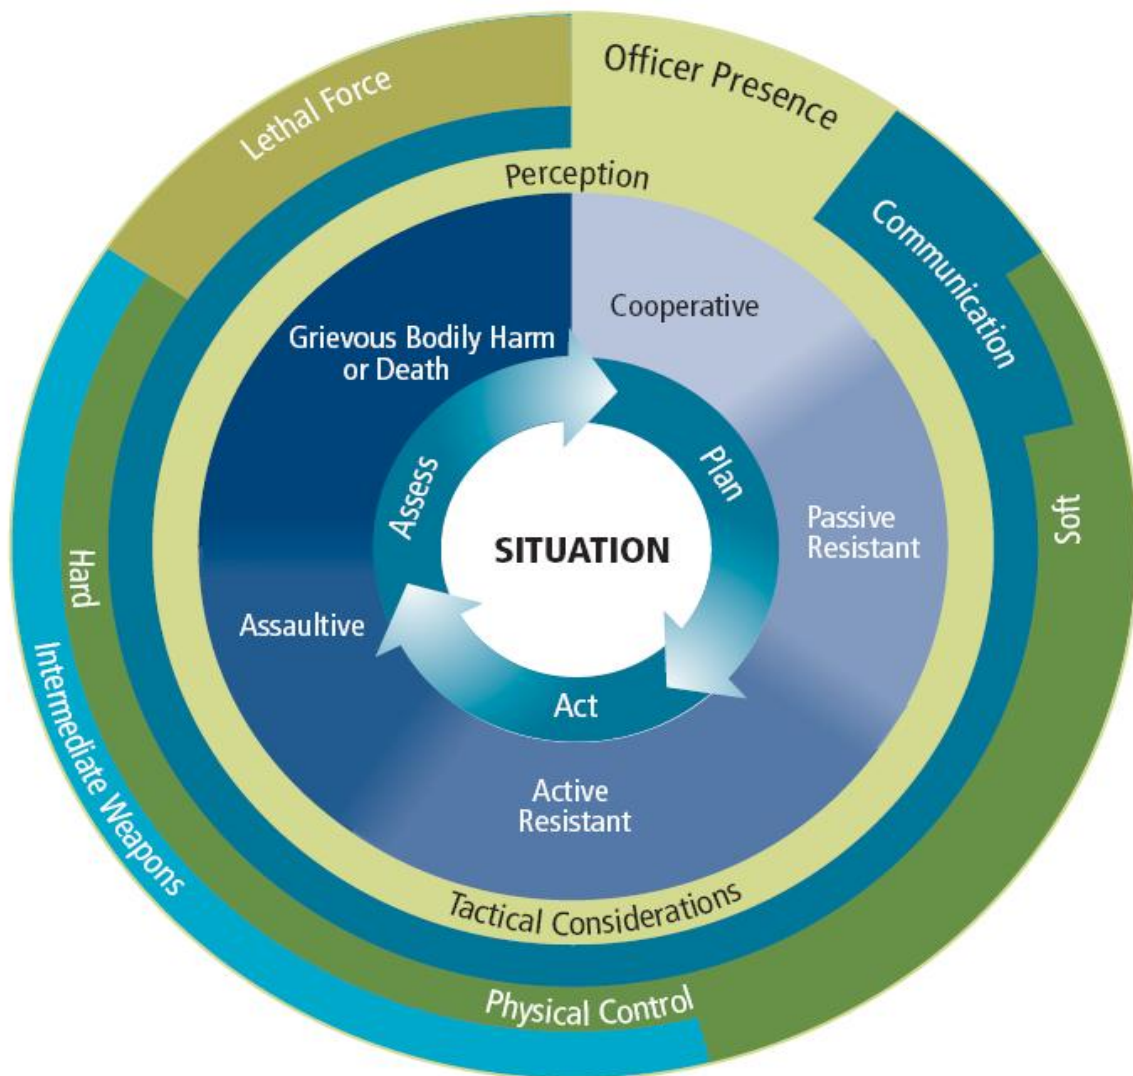 Officer Presence
Lethal Force
Perception
Communication
Cooperative
Grievous Bodily Harm
or Death
Plan
Assess
Passive
Resistant
Soft
SITUATION
Hard
Assaultive
Act
Intermediate Weapons
Active
Resistant
Tactical Considerations
Physical Control